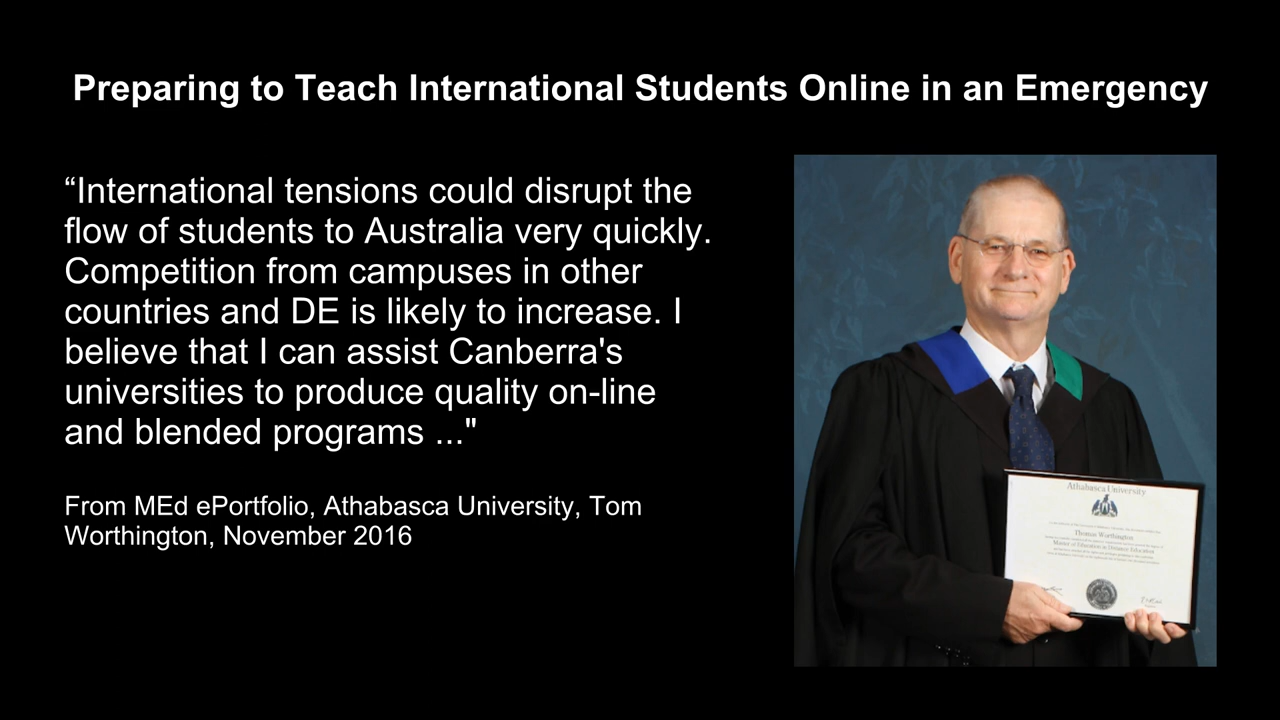 Preparing to Teach International Students Online in an Emergency
“International tensions could disrupt the
flow of students to Australia very quickly.
Competition from campuses in other
countries and DE is likely to increase. I
believe that I can assist Canberra's
universities to produce quality on-line
and blended programs ..."
From MEd ePortfolio, Athabasca University, Tom
Worthington, November 2016
Athabasca University
Thomas Worthington
Master of Education in Distance Education